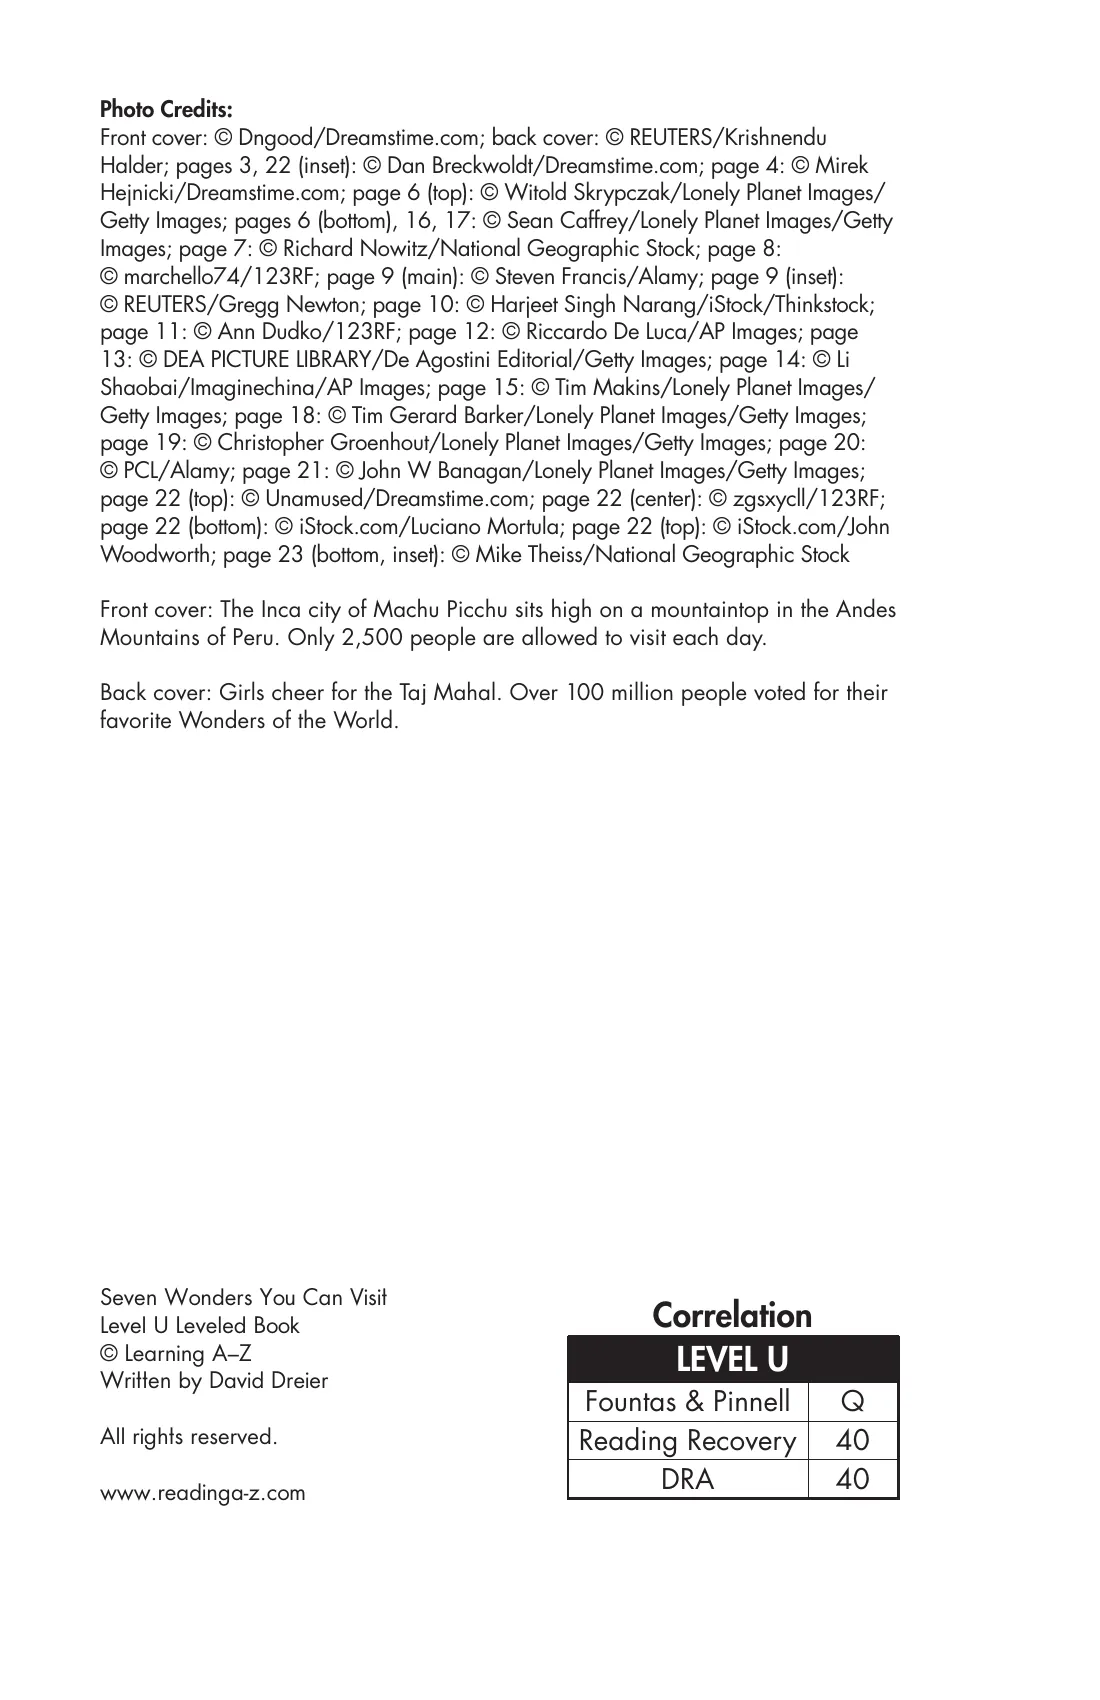 Photo Credits:
Front cover: © Dngood/Dreamstime.com; back cover: © REUTERS/Krishnendu
Halder; pages 3, 22 (inset): © Dan Breckwoldt/Dreamstime.com; page 4: © Mirek
Hejnicki/Dreamstime.com; page 6 (top): © Witold Skrypczak/Lonely Planet Images/
Getty Images; pages 6 (bottom), 16, 17: © Sean Caffrey/Lonely Planet Images/Getty
Images; page 7: © Richard Nowitz/National Geographic Stock; page 8:
© marchello74/123RF; page 9 (main): © Steven Francis/Alamy; page 9 (inset):
© REUTERS/Gregg Newton; page 10: © Harjeet Singh Narang/iStock/Thinkstock;
page 11: © Ann Dudko/123RF; page 12: © Riccardo De Luca/AP Images; page
13: © DEA PICTURE LIBRARY/De Agostini Editorial/Getty Images; page 14: © Li
Shaobai/Imaginechina/AP Images; page 15: © Tim Makins/Lonely Planet Images/
Getty Images; page 18: © Tim Gerard Barker/Lonely Planet Images/Getty Images;
page 19: © Christopher Groenhout/Lonely Planet Images/Getty Images; page 20:
© PCL/Alamy; page 21: © John W Banagan/Lonely Planet Images/Getty Images;
page 22 (top): © Unamused/Dreamstime.com; page 22 (center): © zgsxycll/123RF;
page 22 (bottom): © iStock.com/Luciano Mortula; page 22 (top): © iStock.com/John
Woodworth; page 23 (bottom, inset): © Mike Theiss/National Geographic Stock
Front cover: The Inca city of Machu Picchu sits high on a mountaintop in the Andes
Mountains of Peru. Only 2,500 people are allowed to visit each day.
Back cover: Girls cheer for the Taj Mahal. Over 100 million people voted for their
favorite Wonders of the World.
Seven Wonders You Can Visit
Level U Leveled Book
© Learning A–Z
Written by David Dreier
All rights reserved.
www.readinga-z.com
Correlation
LEVEL U
Fountas & Pinnell Q
Reading Recovery 40
DRA 40